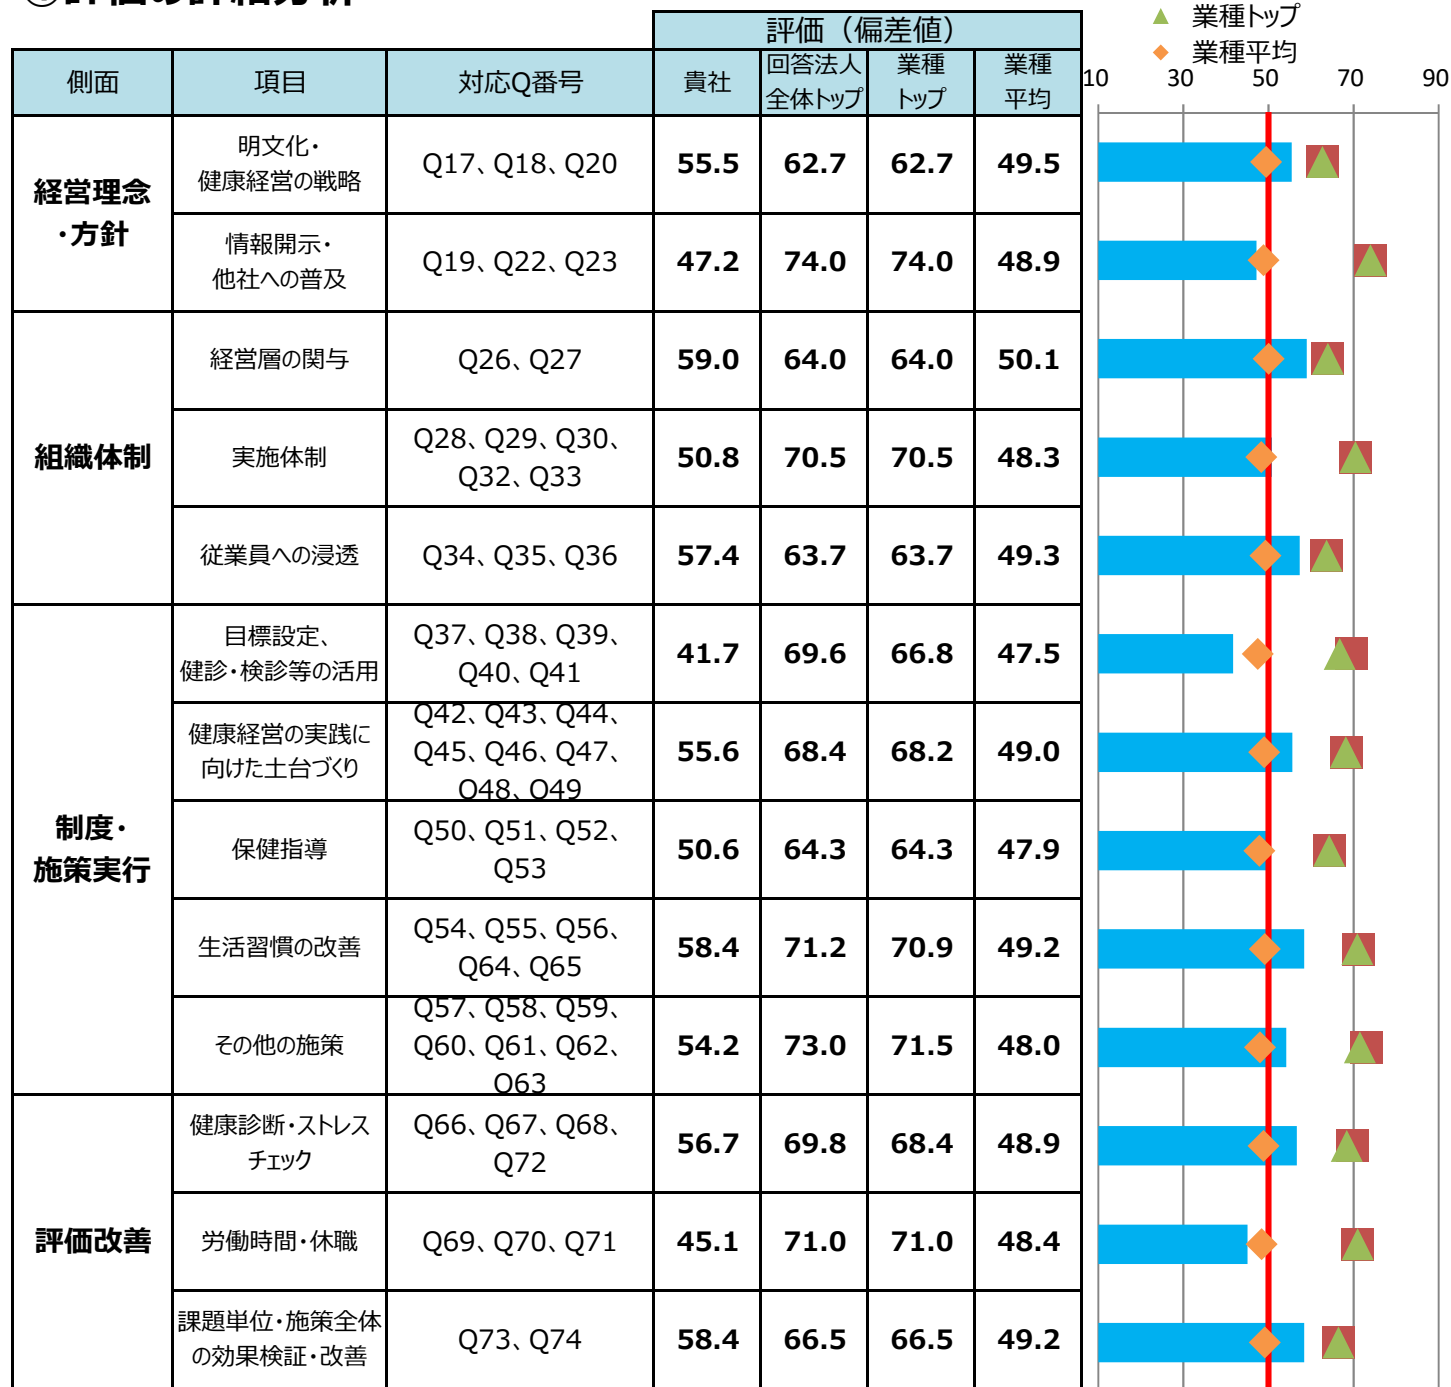 ▲ 業種トップ
◆ 業種平均
評価（偏差値）
側面 項目 対応Q番号 貴社 回答法人全体トップ 業種トップ 業種平均
10 30 50 70 90
経営理念・方針
明文化・健康経営の戦略 Q17、Q18、Q20 55.5 62.7 62.7 49.5
情報開示・他社への普及 Q19、Q22、Q23 47.2 74.0 74.0 48.9
組織体制
経営層の関与 Q26、Q27 59.0 64.0 64.0 50.1
実施体制 Q28、Q29、Q30、Q32、Q33 50.8 70.5 70.5 48.3
従業員への浸透 Q34、Q35、Q36 57.4 63.7 63.7 49.3
制度・施策実行
目標設定、健診・検診等の活用 Q37、Q38、Q39、Q40、Q41 41.7 69.6 66.8 47.5
健康経営の実践に向けた土台づくり Q42、Q43、Q44、Q45、Q46、Q47、Q48、Q49 55.6 68.4 68.2 49.0
保健指導 Q50、Q51、Q52、Q53 50.6 64.3 64.3 47.9
生活習慣の改善 Q54、Q55、Q56、Q64、Q65 58.4 71.2 70.9 49.2
その他の施策 Q57、Q58、Q59、Q60、Q61、Q62、Q63 54.2 73.0 71.5 48.0
評価改善
健康診断・ストレスチェック Q66、Q67、Q68、Q72 56.7 69.8 68.4 48.9
労働時間・休職 Q69、Q70、Q71 45.1 71.0 71.0 48.4
課題単位・施策全体の効果検証・改善 Q73、Q74 58.4 66.5 66.5 49.2